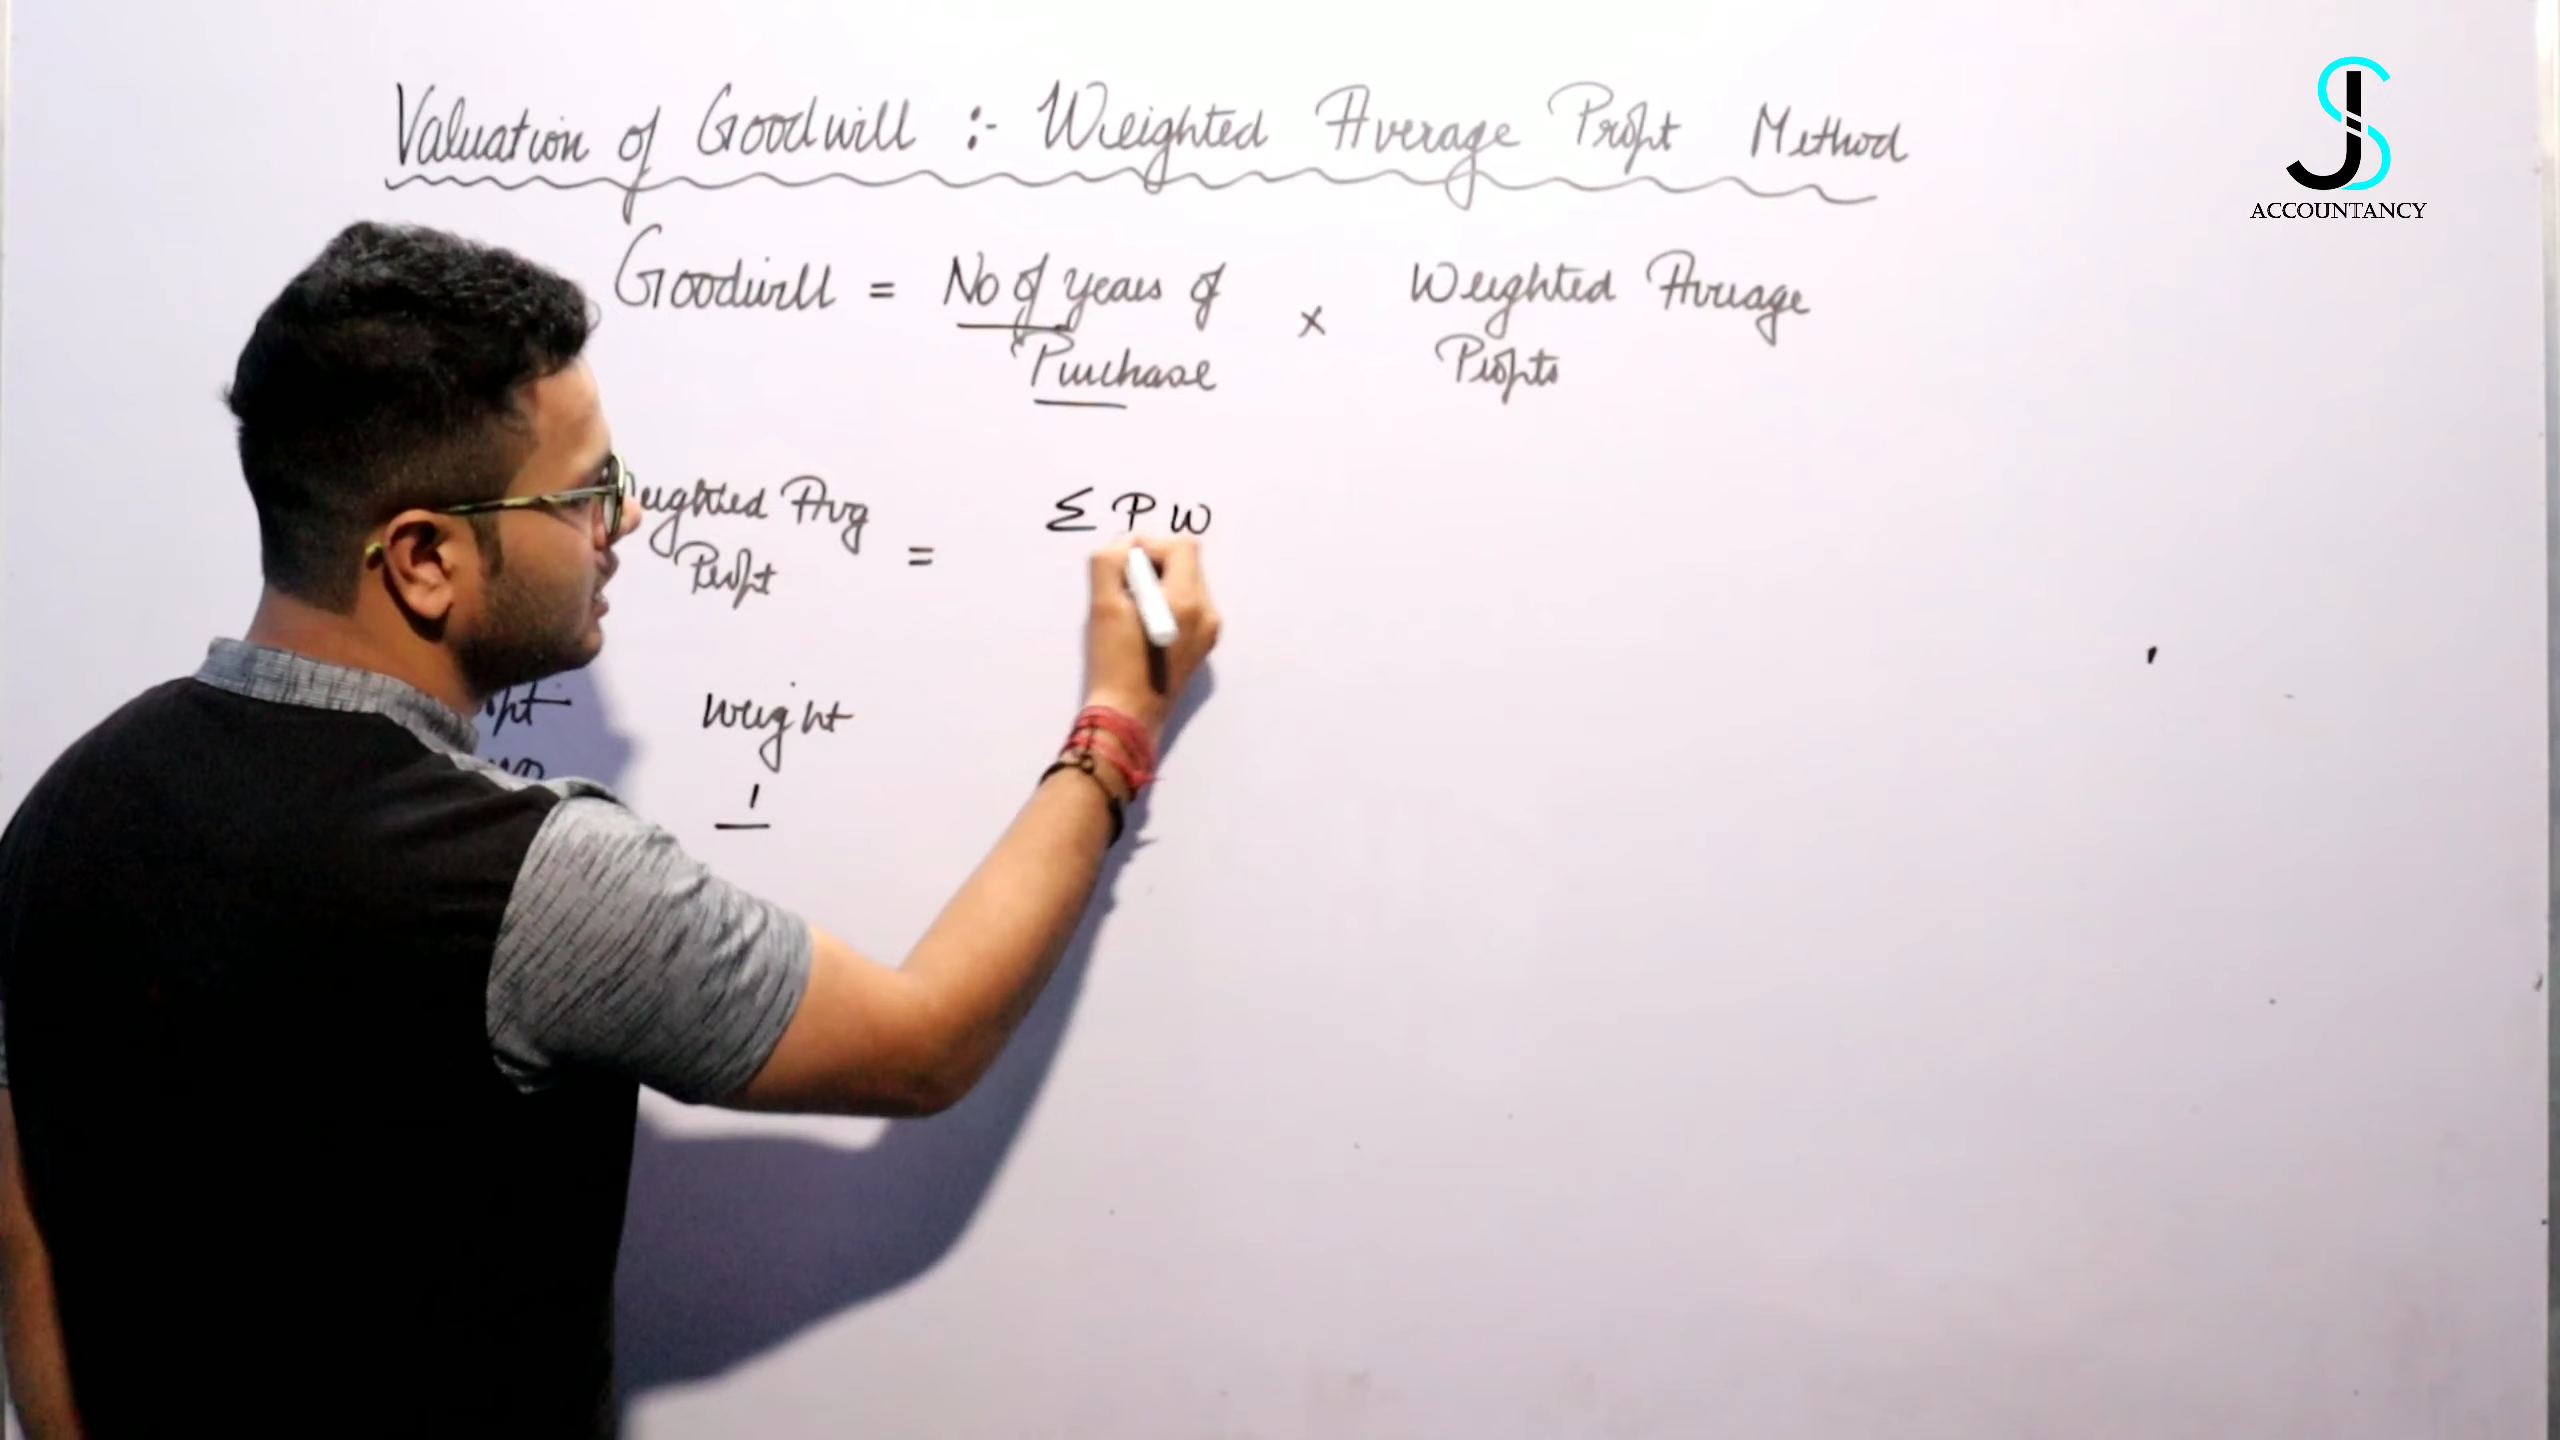 Valuation of Goodwill :- Weighted Average Profit Method
JS
ACCOUNTANCY
Goodwill = No of years of Purchase × Weighted Average Profits
Weighted Avg Profit = Σ P W
Weight
1